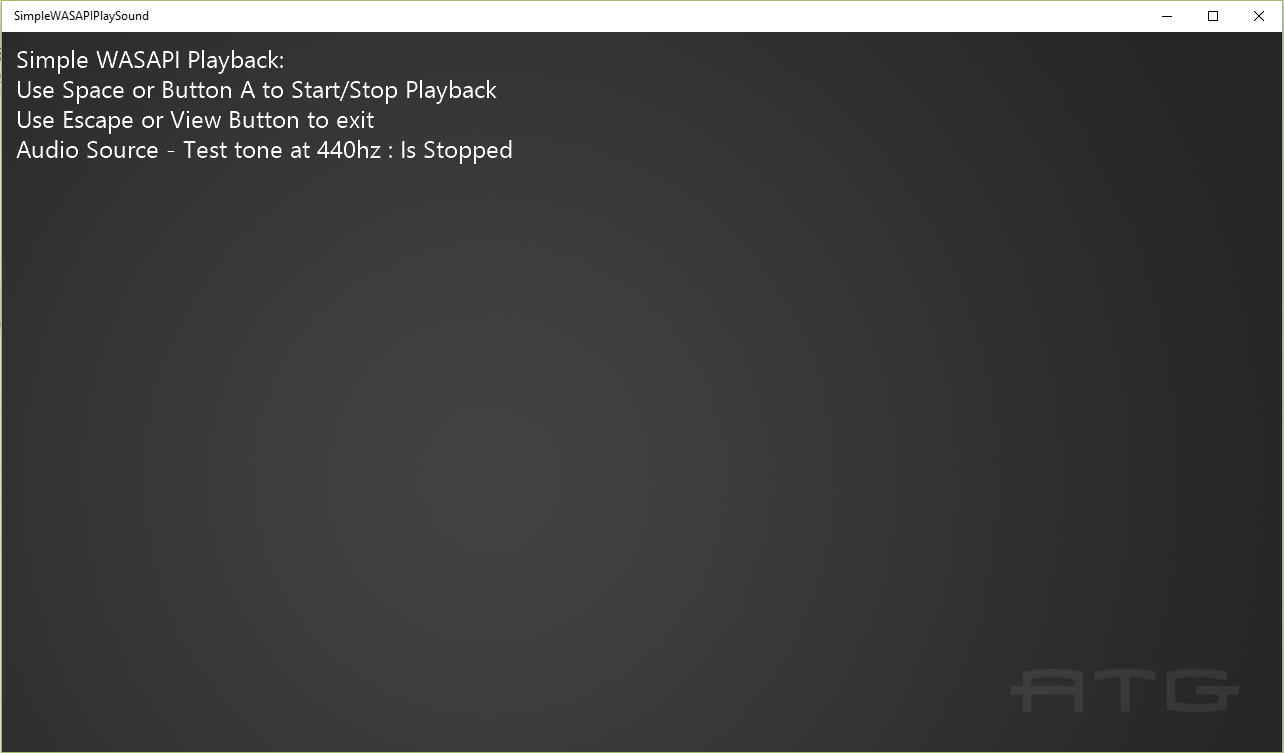 SimpleWASAPIPlaySound
Simple WASAPI Playback:
Use Space or Button A to Start/Stop Playback
Use Escape or View Button to exit
Audio Source - Test tone at 440hz : Is Stopped
ATG